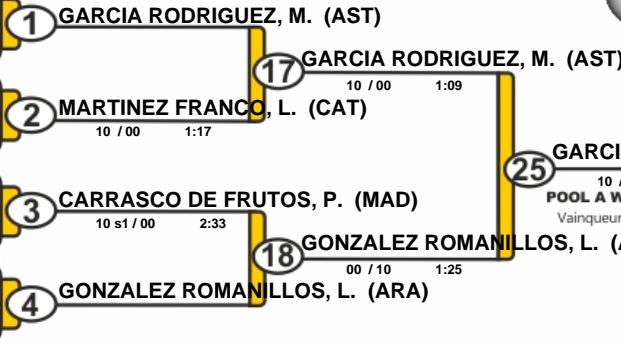 1 GARCIA RODRIGUEZ, M. (AST)
17 GARCIA RODRIGUEZ, M. (AST)
10 / 00 1:09
2 MARTINEZ FRANCO, L. (CAT)
10 / 00 1:17
25 GARCI
10 /
POOL A W
Vainqueur
3 CARRASCO DE FRUTOS, P. (MAD)
10 s1 / 00 2:33
18 GONZALEZ ROMANILLOS, L. (
00 / 10 1:25
4 GONZALEZ ROMANILLOS, L. (ARA)